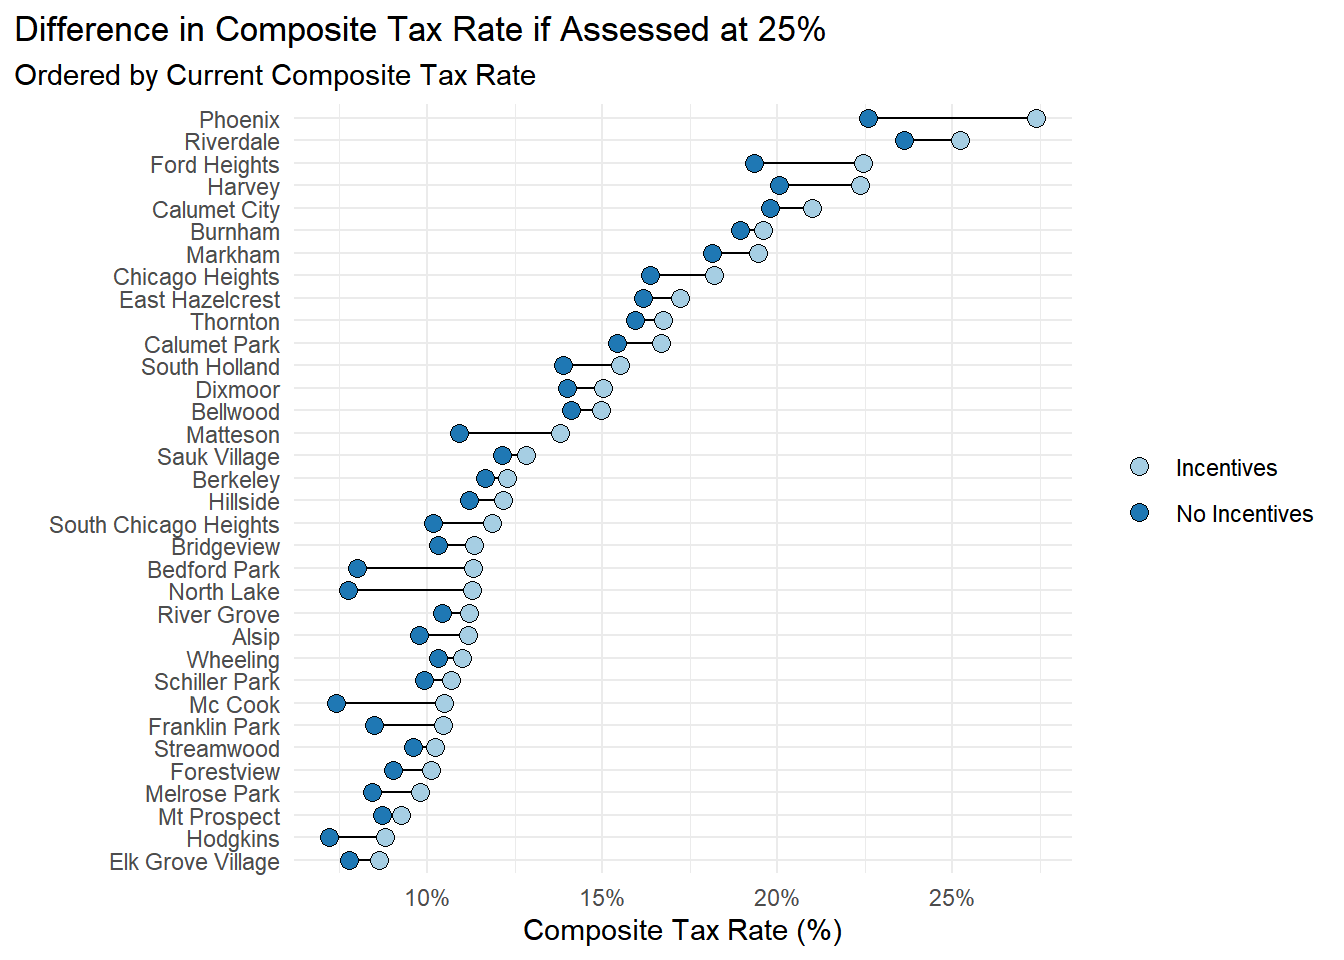 Difference in Composite Tax Rate if Assessed at 25%
Ordered by Current Composite Tax Rate
Phoenix
Riverdale
Ford Heights
Harvey
Calumet City
Burnham
Markham
Chicago Heights
East Hazelcrest
Thornton
Calumet Park
South Holland
Dixmoor
Bellwood
Matteson
Sauk Village
Berkeley
Hillside
South Chicago Heights
Bridgeview
Bedford Park
North Lake
River Grove
Alsip
Wheeling
Schiller Park
Mc Cook
Franklin Park
Streamwood
Forestview
Melrose Park
Mt Prospect
Hodgkins
Elk Grove Village
10% 15% 20% 25%
Composite Tax Rate (%)
Incentives
No Incentives